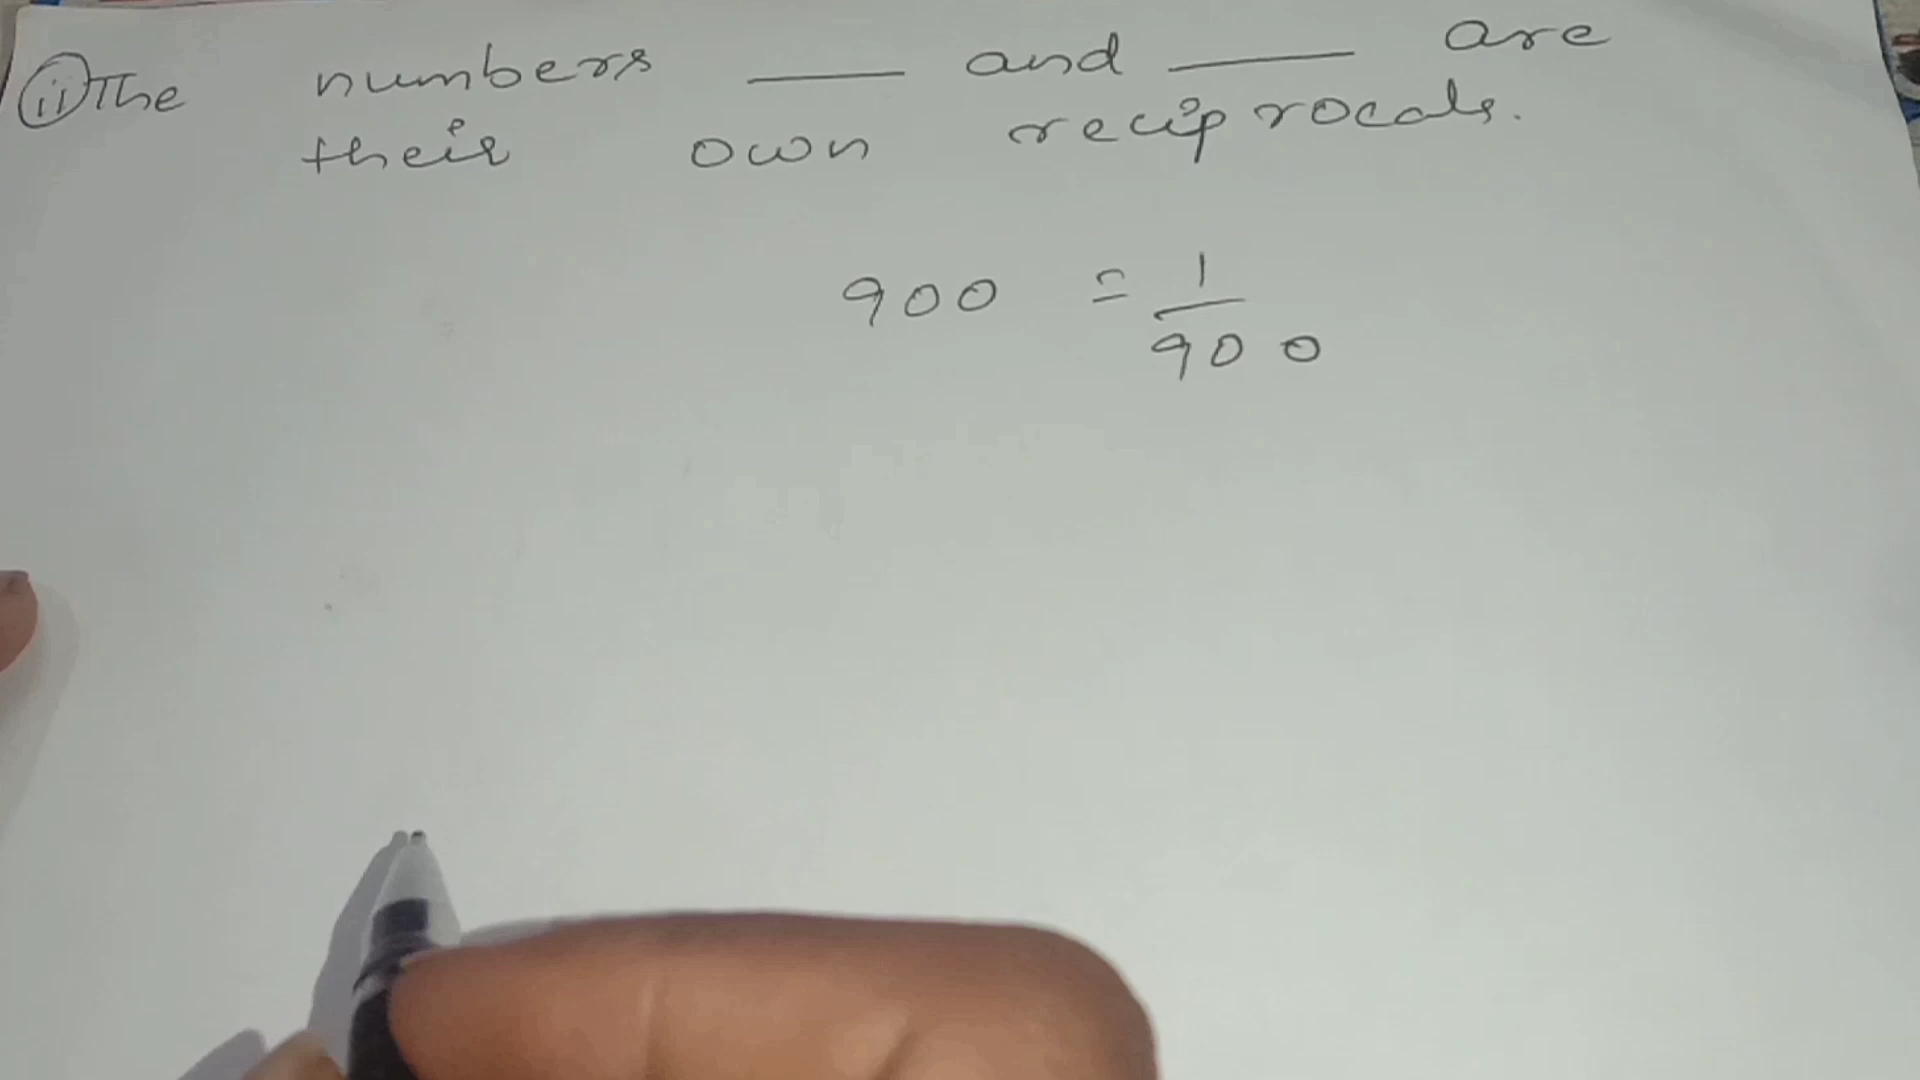 (ii) The numbers ____ and ____ are
their own reciprocals.
900 = 1/900